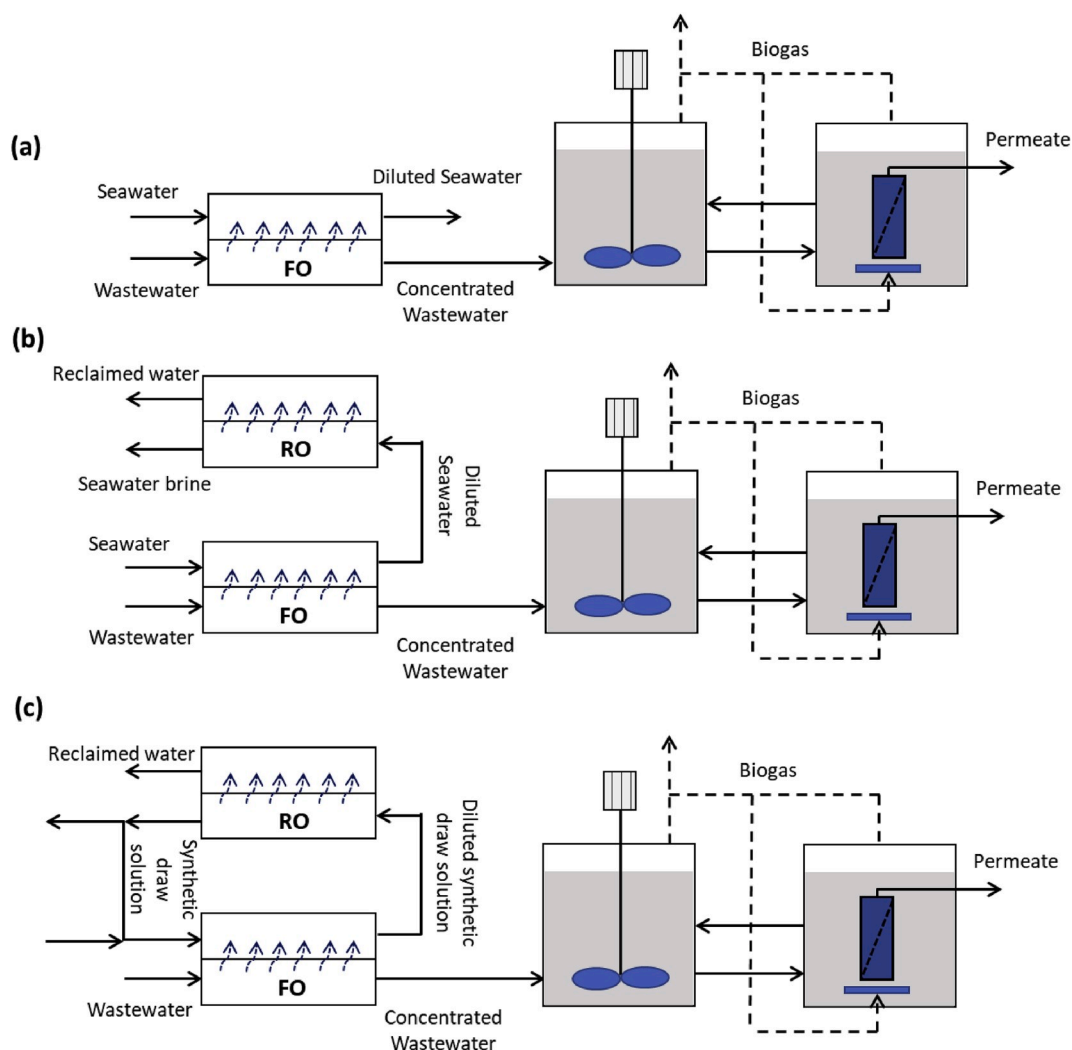 (a)
Biogas
Permeate
Seawater
Diluted Seawater
FO
Wastewater
Concentrated
Wastewater
(b)
Reclaimed water
RO
Seawater brine
Diluted
Seawater
Biogas
Permeate
Seawater
FO
Wastewater
Concentrated
Wastewater
(c)
Reclaimed water
RO
Synthetic
draw
solution
Diluted synthetic
draw solution
Biogas
Permeate
FO
Wastewater
Concentrated
Wastewater